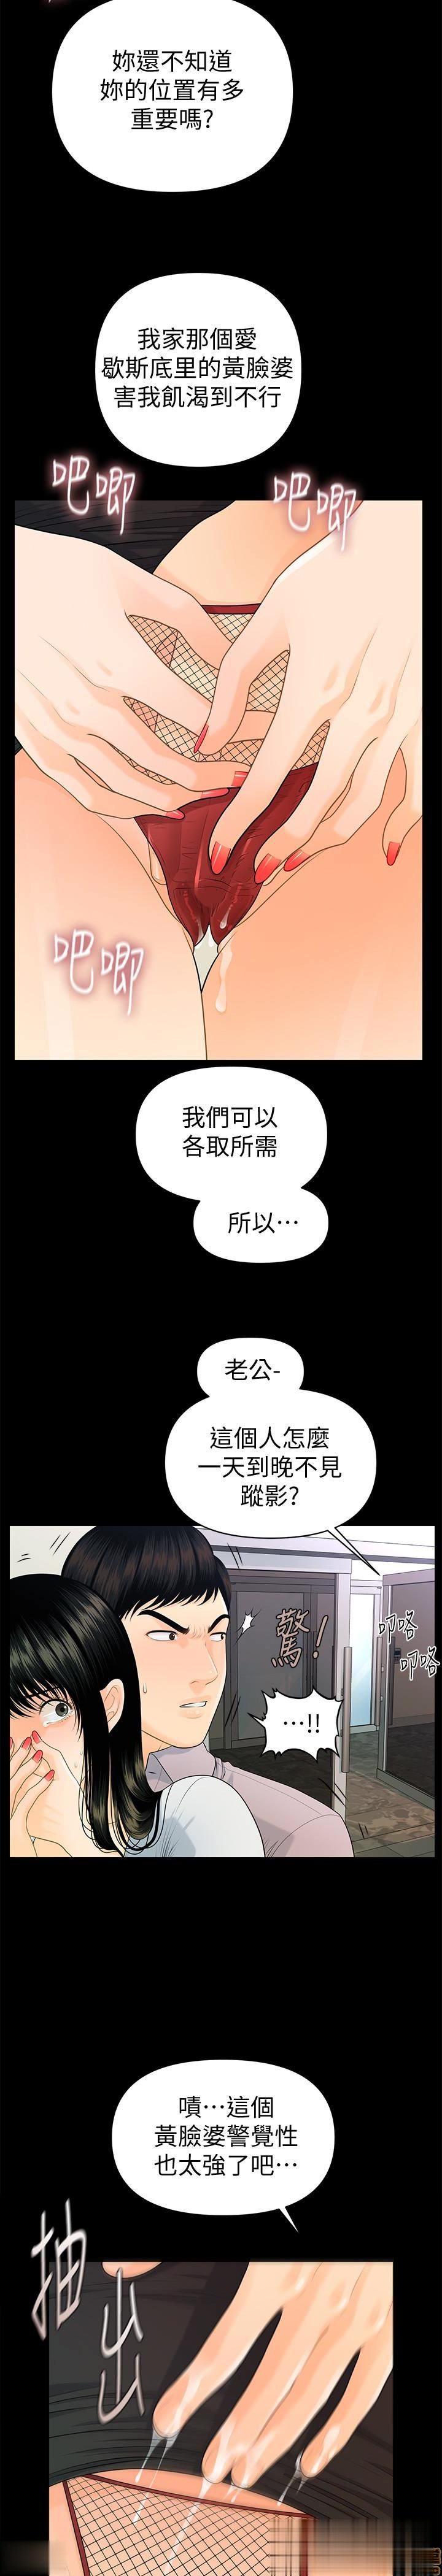 妳還不知道
妳的位置有多
重要嗎?
我家那個愛
歇斯底里的黃臉婆
害我飢渴到不行
吧唧
吧唧
吧唧
我們可以
各取所需
所以⋯
老公-
這個人怎麼
一天到晚不見
蹤影?
驚!
叩咯
叩咯
⋯!!
嘖⋯這個
黃臉婆警覺性
也太強了吧⋯
抽出